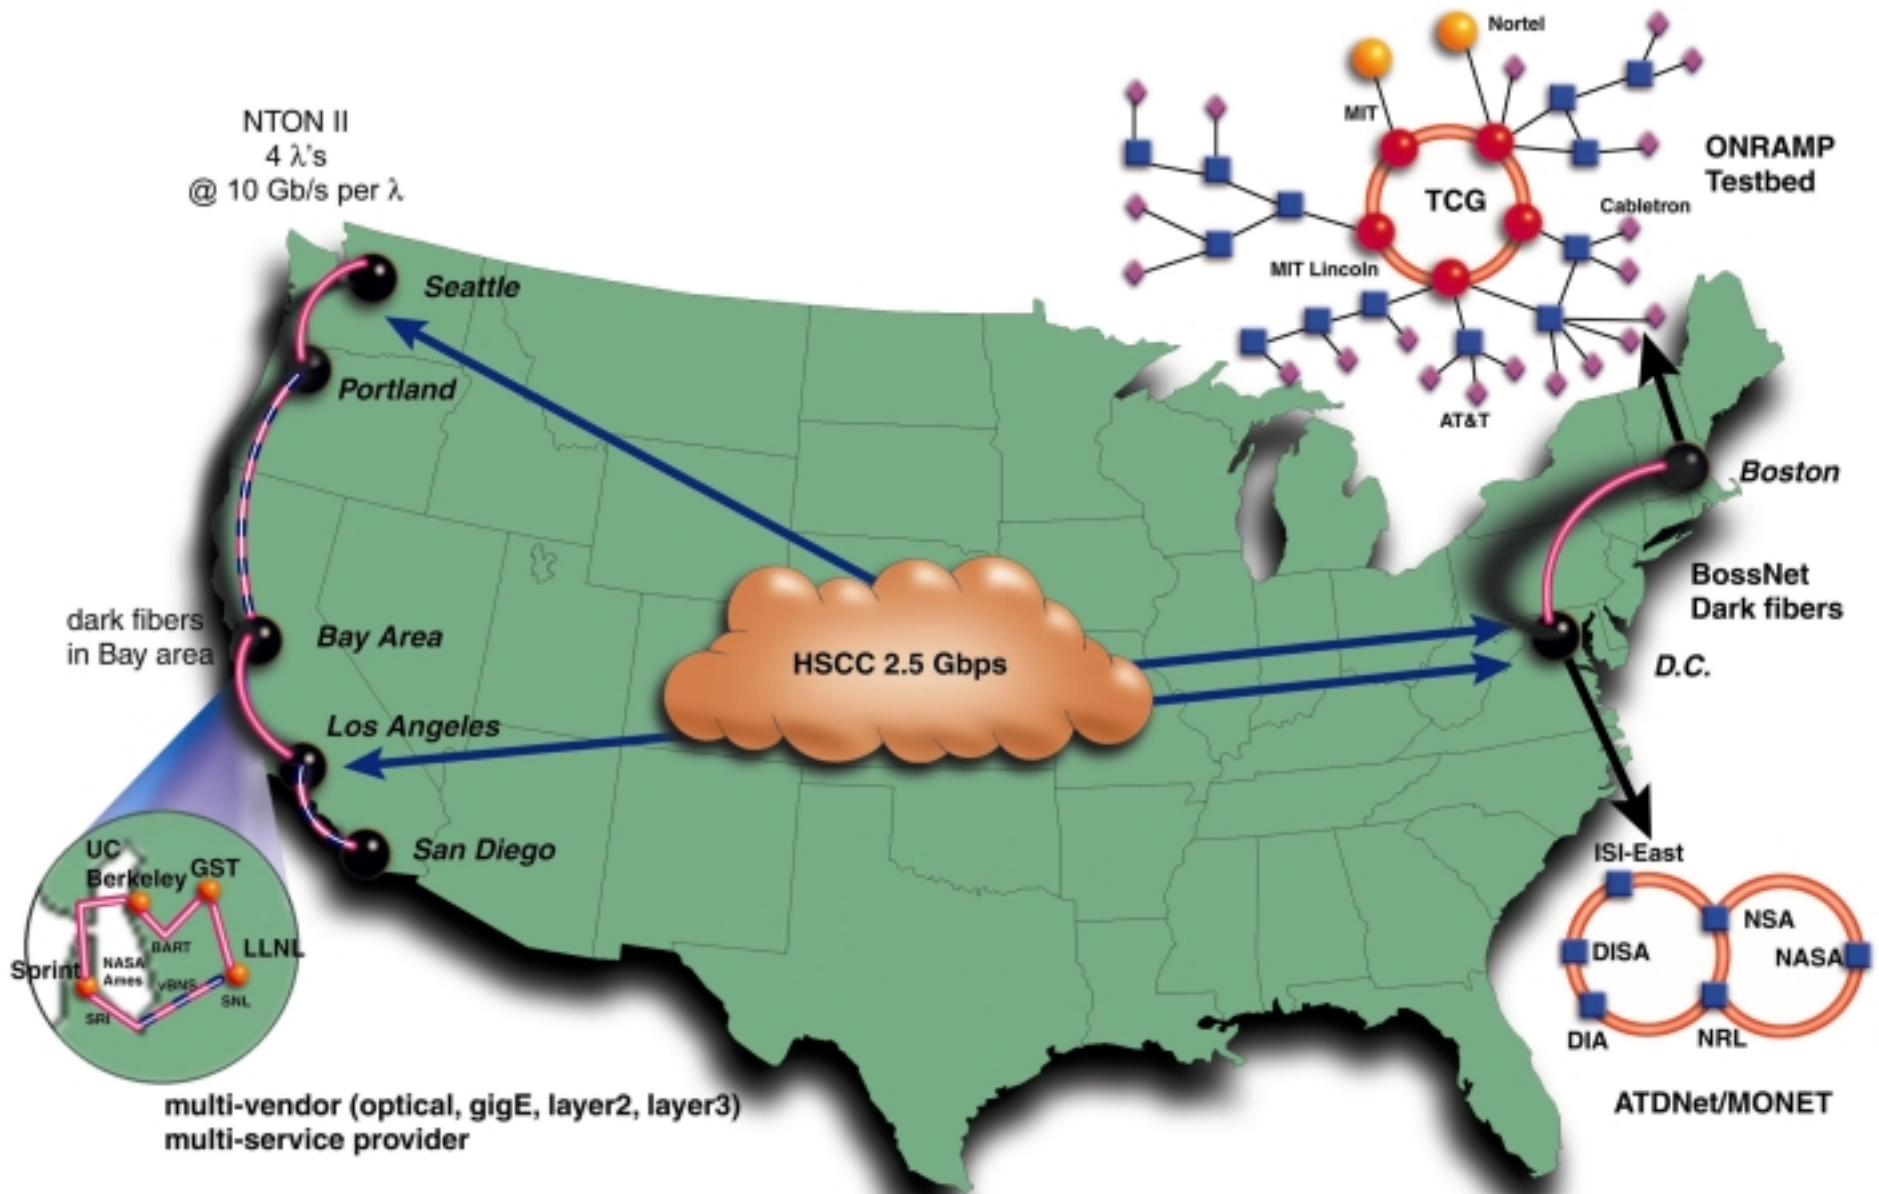 NTON II
4 λ's
@ 10 Gb/s per λ
Nortel
MIT
ONRAMP
Testbed
TCG
Cabletron
MIT Lincoln
AT&T
Seattle
Portland
Boston
BossNet
Dark fibers
dark fibers
in Bay area
Bay Area
HSCC 2.5 Gbps
D.C.
Los Angeles
San Diego
UC
Berkeley
GST
BART
LLNL
NASA
Ames
Sprint
vBNS
SNL
SRI
ISI-East
NSA
DISA
NASA
DIA
NRL
ATDNet/MONET
multi-vendor (optical, gigE, layer2, layer3)
multi-service provider